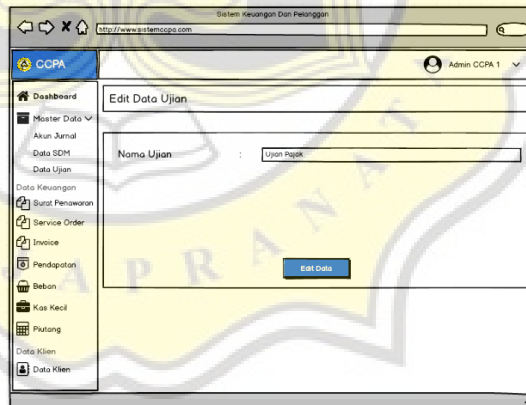 Sistem Keuangan Dan Pelanggan
http://www.sistemccpa.com
CCPA
Admin CCPA 1
Dashboard
Master Data
Akun Jurnal
Data SDM
Data Ujian
Data Keuangan
Surat Penawaran
Service Order
Invoice
Pendapatan
Beban
Kas Kecil
Piutang
Data Klien
Data Klien
Edit Data Ujian
Nama Ujian : Ujian Pajak
Edit Data
APRANATA